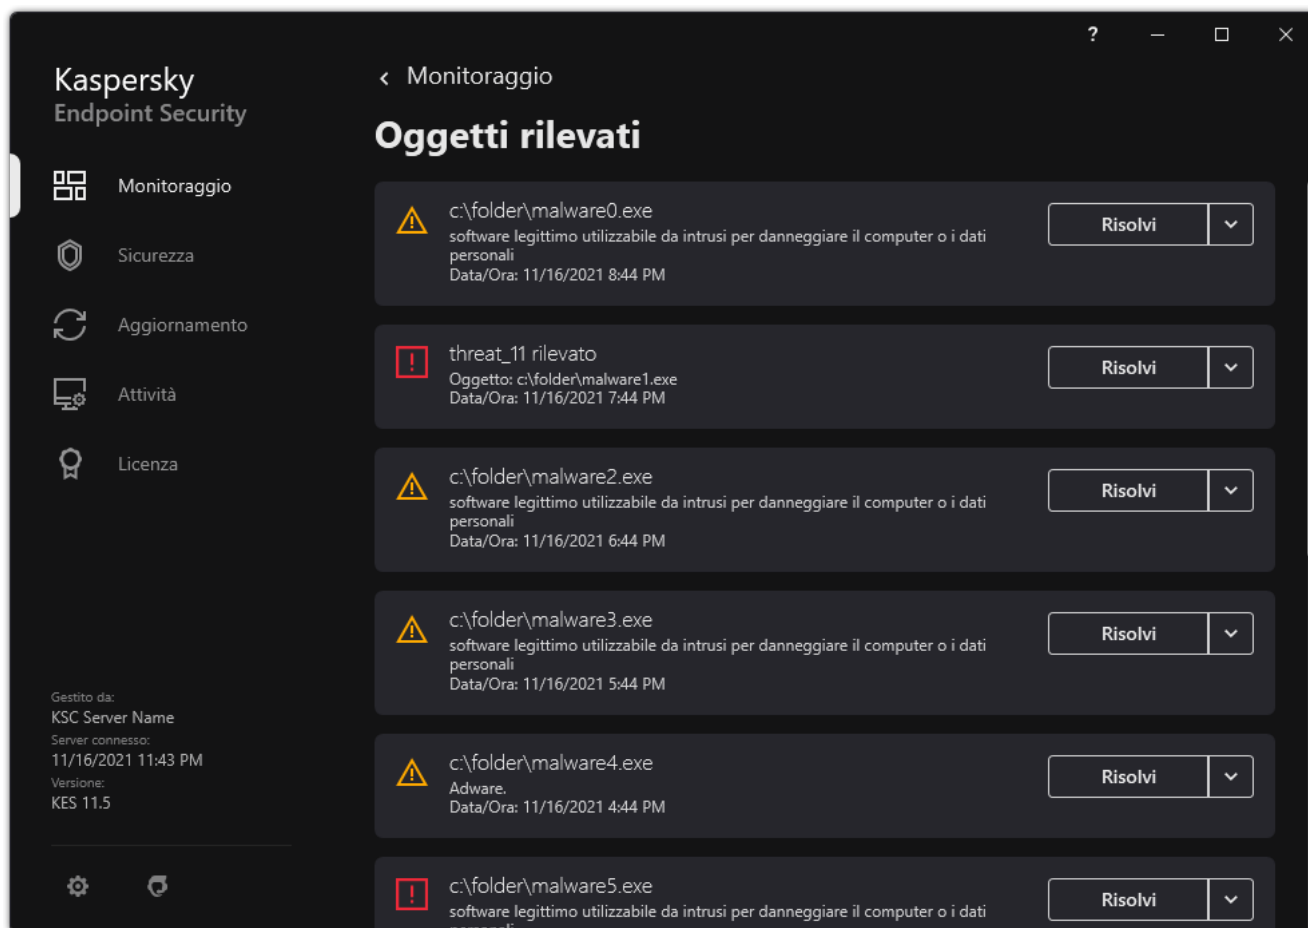 ?
Kaspersky
Endpoint Security
Monitoraggio
Sicurezza
Aggiornamento
Attività
Licenza
Gestito da:
KSC Server Name
Server connesso:
11/16/2021 11:43 PM
Versione:
KES 11.5
Monitoraggio
Oggetti rilevati
c:\folder\malware0.exe
software legittimo utilizzabile da intrusi per danneggiare il computer o i dati
personali
Data/Ora: 11/16/2021 8:44 PM
Risolvi
threat_11 rilevato
Oggetto: c:\folder\malware1.exe
Data/Ora: 11/16/2021 7:44 PM
Risolvi
c:\folder\malware2.exe
software legittimo utilizzabile da intrusi per danneggiare il computer o i dati
personali
Data/Ora: 11/16/2021 6:44 PM
Risolvi
c:\folder\malware3.exe
software legittimo utilizzabile da intrusi per danneggiare il computer o i dati
personali
Data/Ora: 11/16/2021 5:44 PM
Risolvi
c:\folder\malware4.exe
Adware.
Data/Ora: 11/16/2021 4:44 PM
Risolvi
c:\folder\malware5.exe
software legittimo utilizzabile da intrusi per danneggiare il computer o i dati
Risolvi